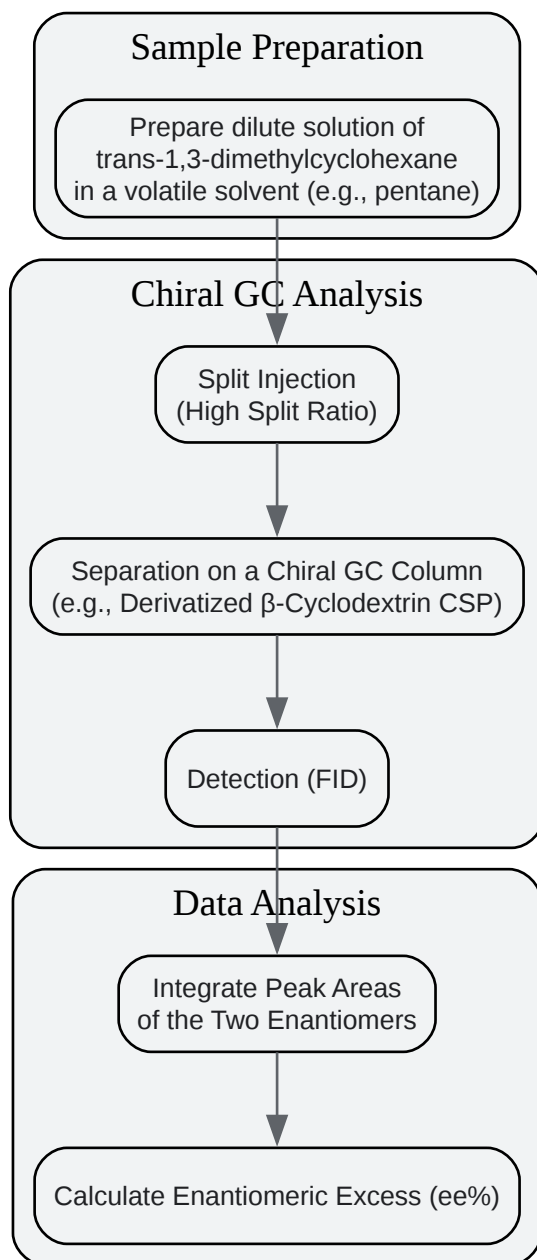 Sample Preparation
Prepare dilute solution of
trans-1,3-dimethylcyclohexane
in a volatile solvent (e.g., pentane)
Chiral GC Analysis
Split Injection
(High Split Ratio)
Separation on a Chiral GC Column
(e.g., Derivatized β-Cyclodextrin CSP)
Detection (FID)
Data Analysis
Integrate Peak Areas
of the Two Enantiomers
Calculate Enantiomeric Excess (ee%)